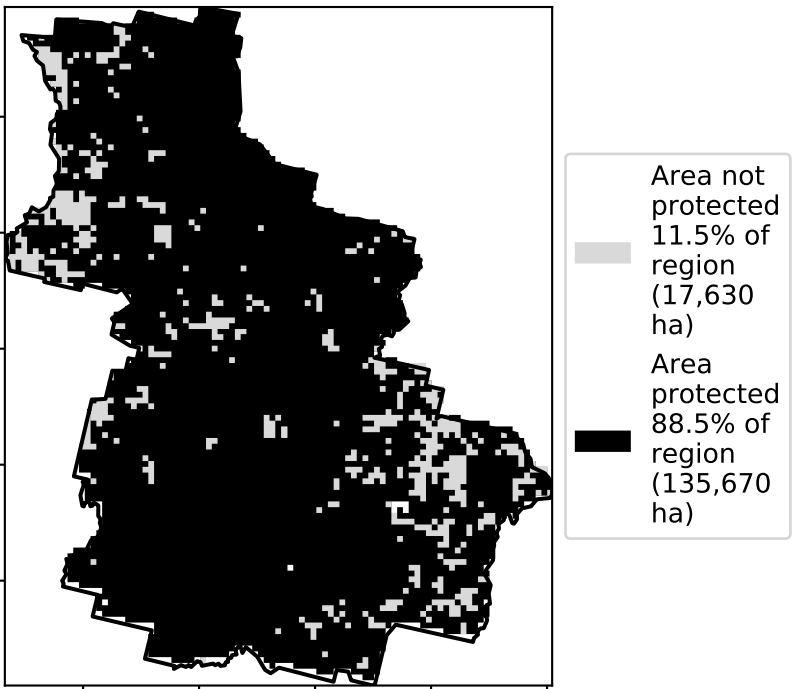 Area not
protected
11.5% of
region
(17,630
ha)
Area
protected
88.5% of
region
(135,670
ha)